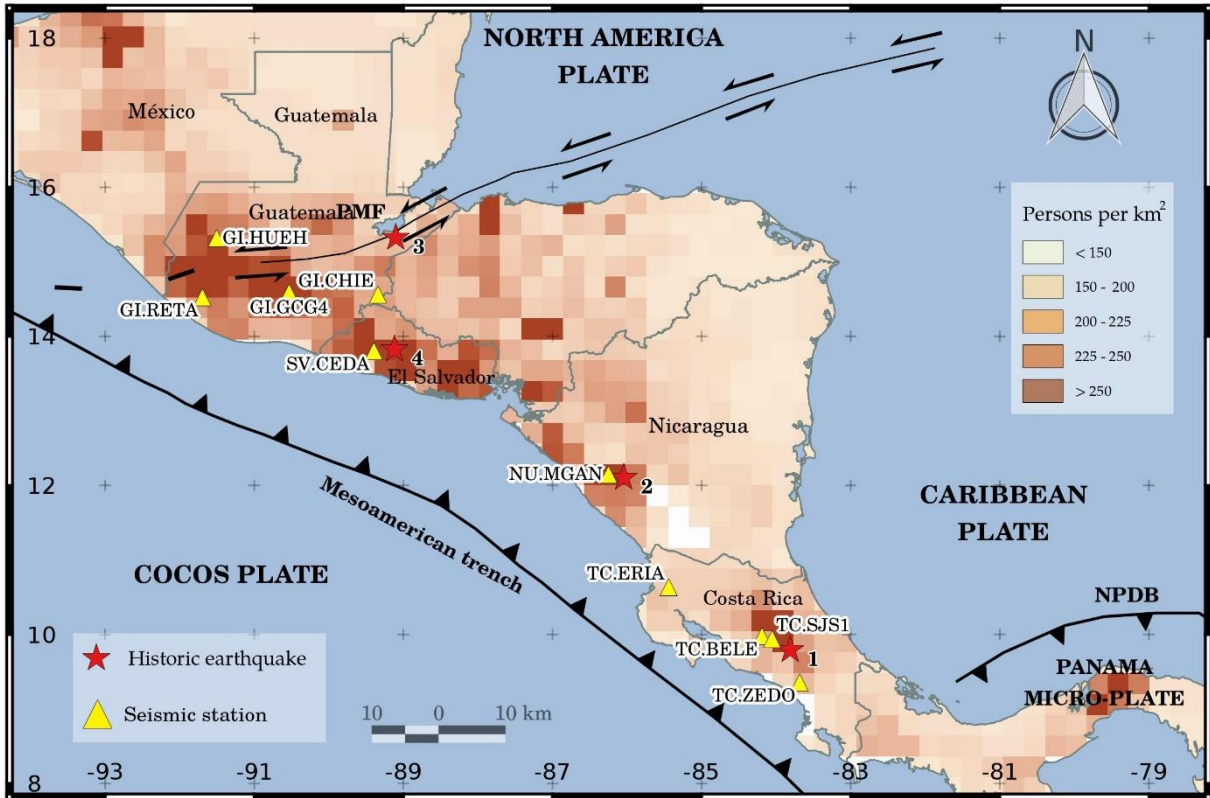 18
16
14
12
10
8
NORTH AMERICA
PLATE
N
México
Guatemala
Guatemala
PMF
GI.HUEH
3
GI.CHIE
GI.RETA
GI.GCG4
SV.CEDA
4
El Salvador
Persons per km²
< 150
150 - 200
200 - 225
225 - 250
> 250
Nicaragua
NU.MGAN
2
Mesoamerican trench
CARIBBEAN
PLATE
COCOS PLATE
TC.ERIA
Costa Rica
TC.SJS1
TC.BELE
1
TC.ZEDO
NPDB
PANAMA
MICRO-PLATE
Historic earthquake
Seismic station
10 0 10 km
-93 -91 -89 -87 -85 -83 -81 -79